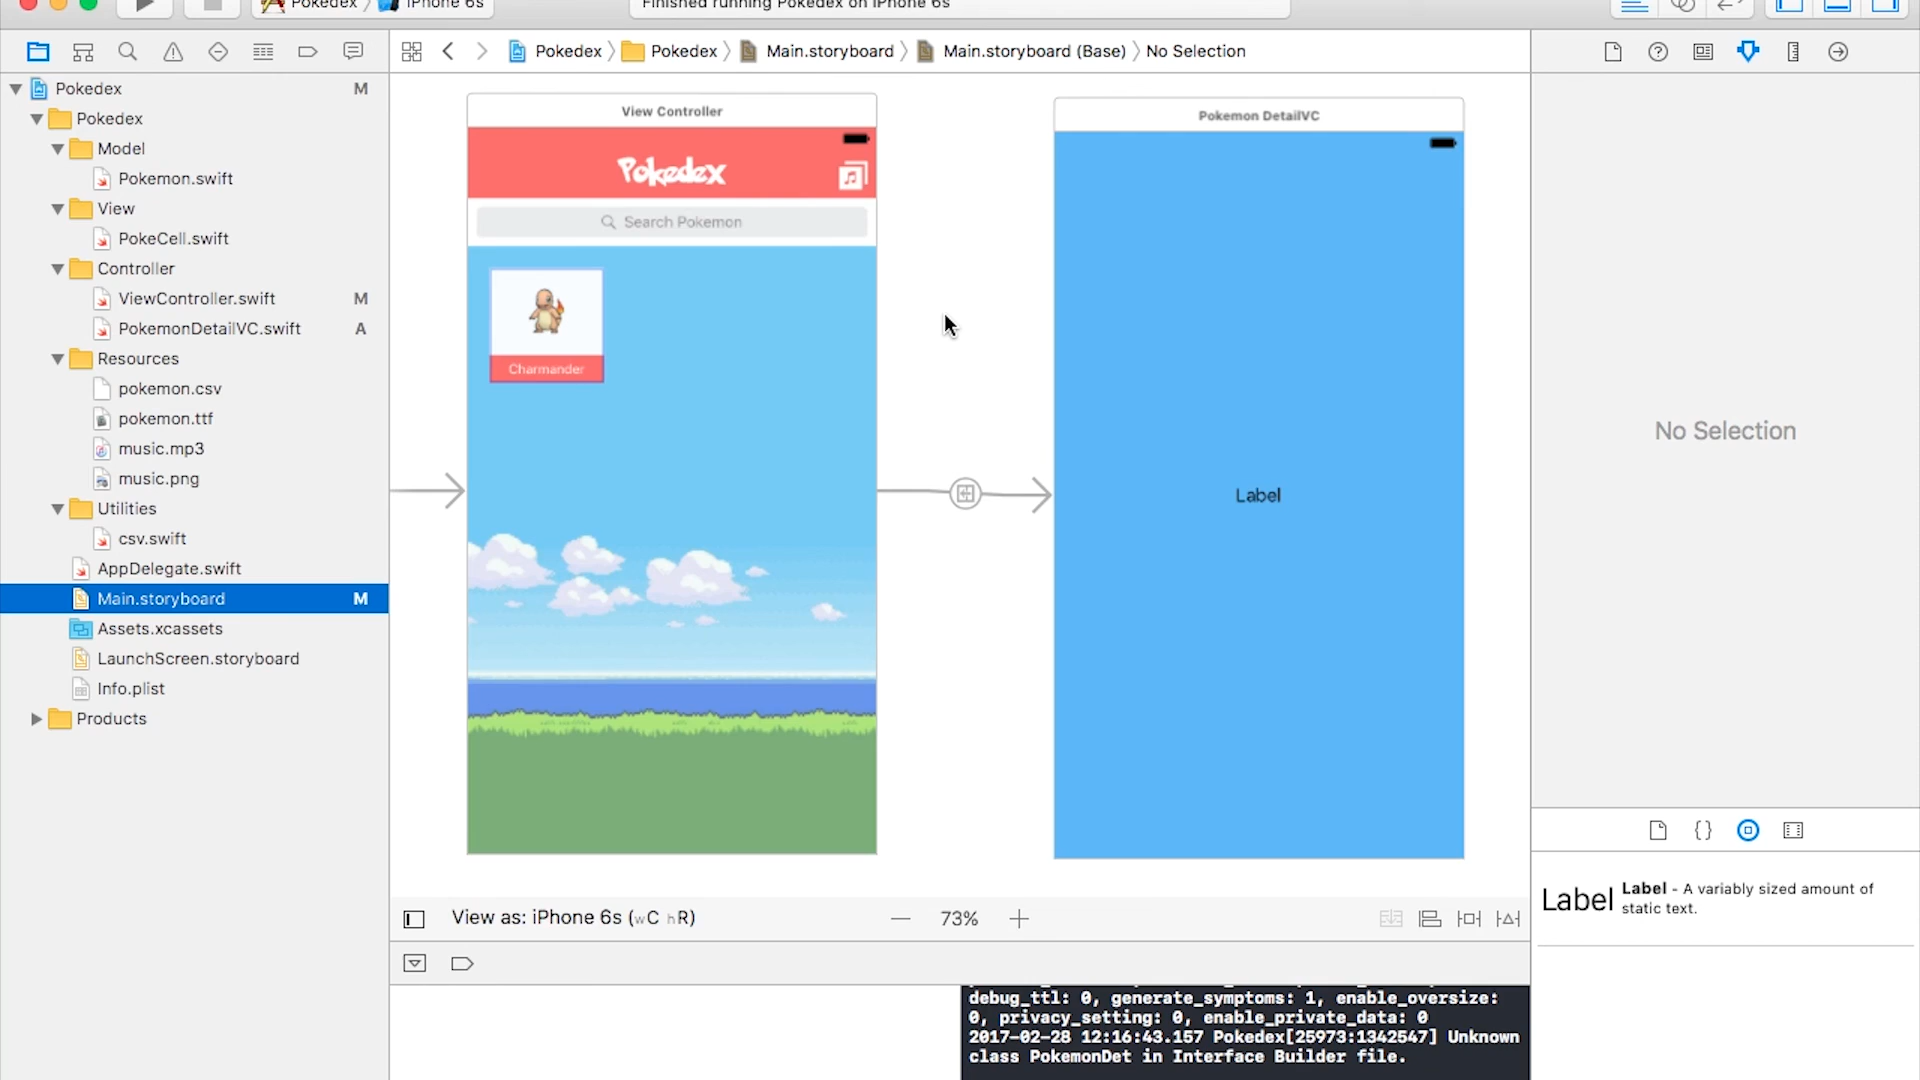 Pokedex
iPhone 6s
Finished running Pokedex on iPhone 6s
Pokedex
Pokedex
Main.storyboard
Main.storyboard (Base)
No Selection
Pokedex M
Pokedex
Model
Pokemon.swift
View
PokeCell.swift
Controller
ViewController.swift M
PokemonDetailVC.swift A
Resources
pokemon.csv
pokemon.ttf
music.mp3
music.png
Utilities
csv.swift
AppDelegate.swift
Main.storyboard M
Assets.xcassets
LaunchScreen.storyboard
Info.plist
Products
View Controller
Pokedex
Search Pokemon
Charmander
Pokemon DetailVC
Label
No Selection
Label
Label - A variably sized amount of
static text.
View as: iPhone 6s (wC hR)
73%
debug_ttl: 0, generate_symptoms: 1, enable_oversize:
0, privacy_setting: 0, enable_private_data: 0
2017-02-28 12:16:43.157 Pokedex[25973:1342547] Unknown
class PokemonDet in Interface Builder file.